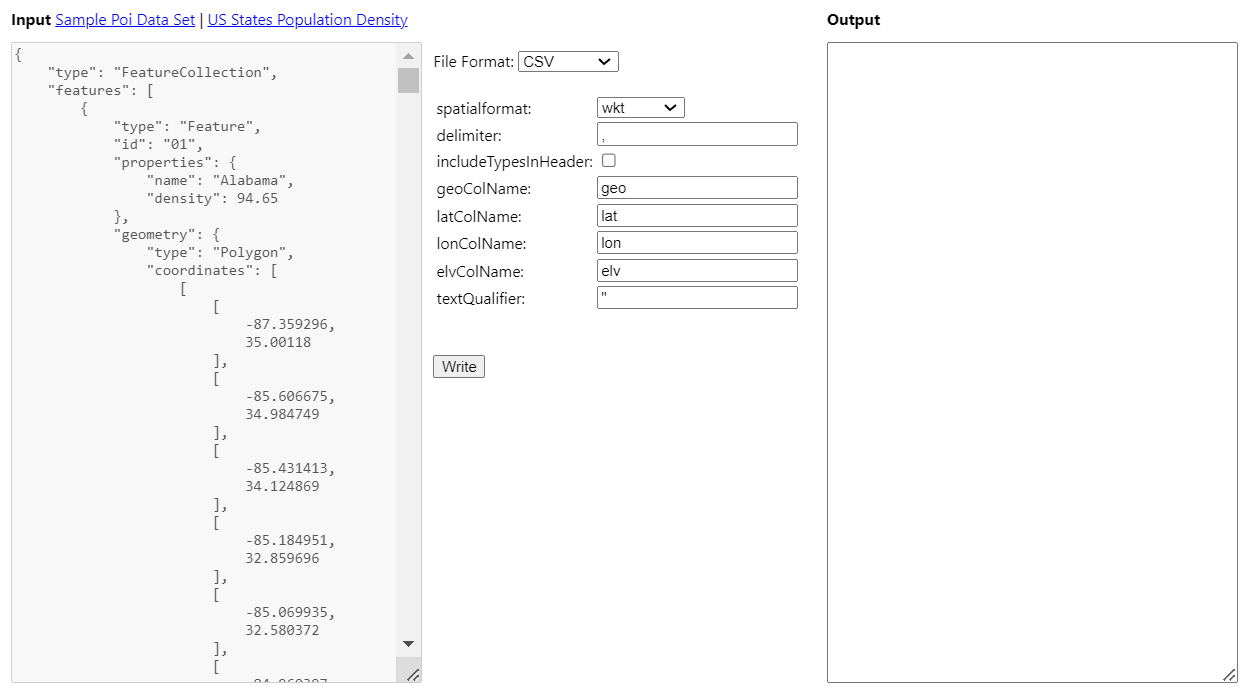 Input Sample Poi Data Set | US States Population Density
{
    "type": "FeatureCollection",
    "features": [
        {
            "type": "Feature",
            "id": "01",
            "properties": {
                "name": "Alabama",
                "density": 94.65
            },
            "geometry": {
                "type": "Polygon",
                "coordinates": [
                    [
                        [
                            -87.359296,
                            35.00118
                        ],
                        [
                            -85.606675,
                            34.984749
                        ],
                        [
                            -85.431413,
                            34.124869
                        ],
                        [
                            -85.184951,
                            32.859696
                        ],
                        [
                            -85.069935,
                            32.580372
                        ],
                        [
File Format: CSV
spatialformat: wkt
delimiter: ,
includeTypesInHeader:
geoColName: geo
latColName: lat
lonColName: lon
elvColName: elv
textQualifier: "
Write
Output